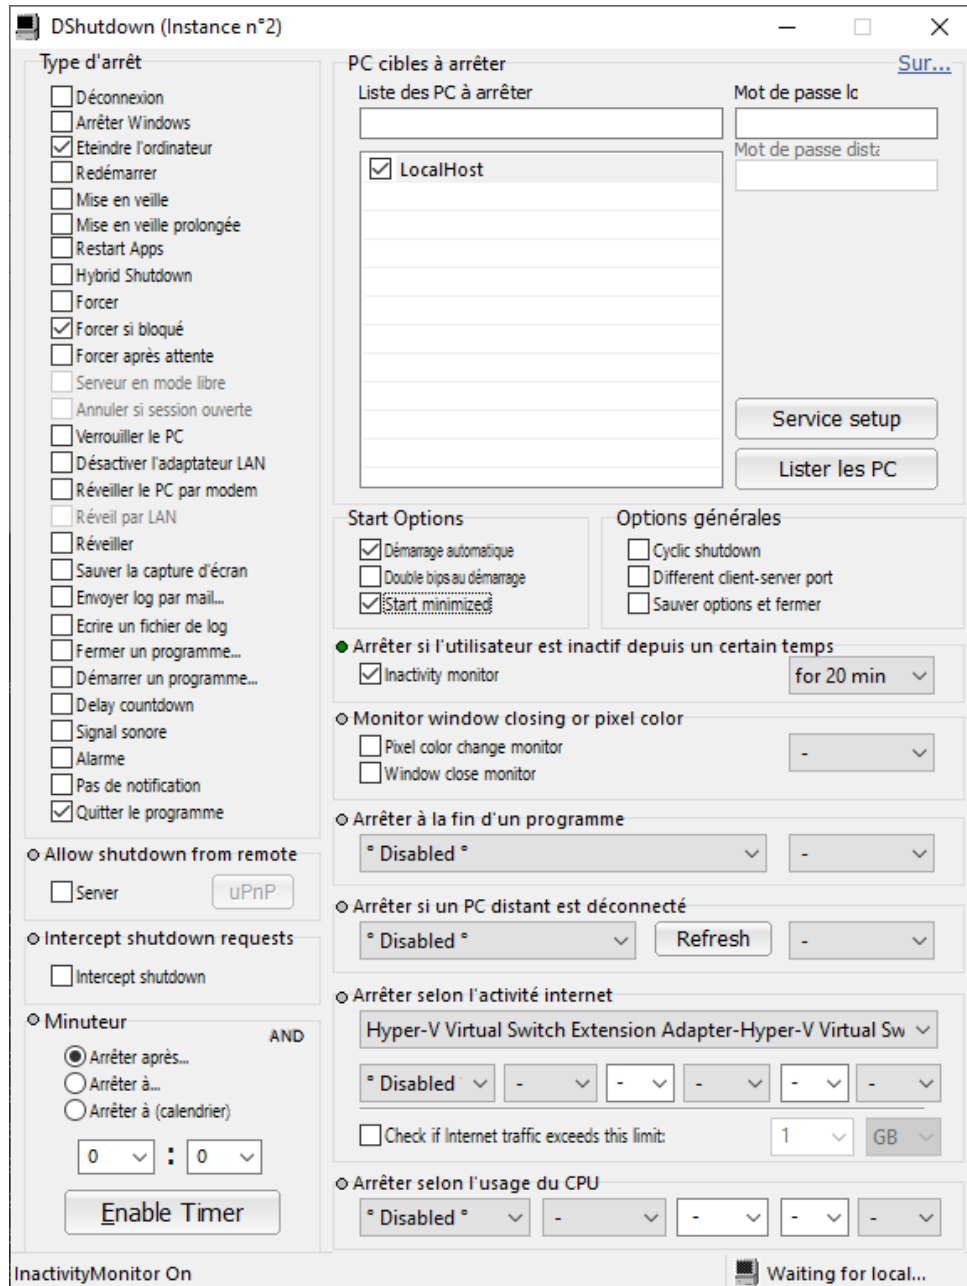 DShutdown (Instance n°2)
Type d'arrêt
Déconnexion
Arrêter Windows
Eteindre l'ordinateur
Redémarrer
Mise en veille
Mise en veille prolongée
Restart Apps
Hybrid Shutdown
Forcer
Forcer si bloqué
Forcer après attente
Serveur en mode libre
Annuler si session ouverte
Verrouiller le PC
Désactiver l'adaptateur LAN
Réveiller le PC par modem
Réveil par LAN
Réveiller
Sauver la capture d'écran
Envoyer log par mail...
Ecrire un fichier de log
Fermer un programme...
Démarrer un programme...
Delay countdown
Signal sonore
Alarme
Pas de notification
Quitter le programme
Allow shutdown from remote
Server
uPnP
Intercept shutdown requests
Intercept shutdown
Minuteur
AND
Arrêter après...
Arrêter à...
Arrêter à (calendrier)
0 : 0
Enable Timer
PC cibles à arrêter
Sur...
Liste des PC à arrêter
Mot de passe lo
Mot de passe dista
LocalHost
Service setup
Lister les PC
Start Options
Démarrage automatique
Double bips au démarrage
Start minimized
Options générales
Cyclic shutdown
Different client-server port
Sauver options et fermer
Arrêter si l'utilisateur est inactif depuis un certain temps
Inactivity monitor
for 20 min
Monitor window closing or pixel color
Pixel color change monitor
Window close monitor
-
Arrêter à la fin d'un programme
° Disabled ° -
Arrêter si un PC distant est déconnecté
° Disabled ° Refresh -
Arrêter selon l'activité internet
Hyper-V Virtual Switch Extension Adapter-Hyper-V Virtual Sw
° Disabled - - - - -
Check if Internet traffic exceeds this limit: 1 GB
Arrêter selon l'usage du CPU
° Disabled ° - - - -
InactivityMonitor On
Waiting for local...